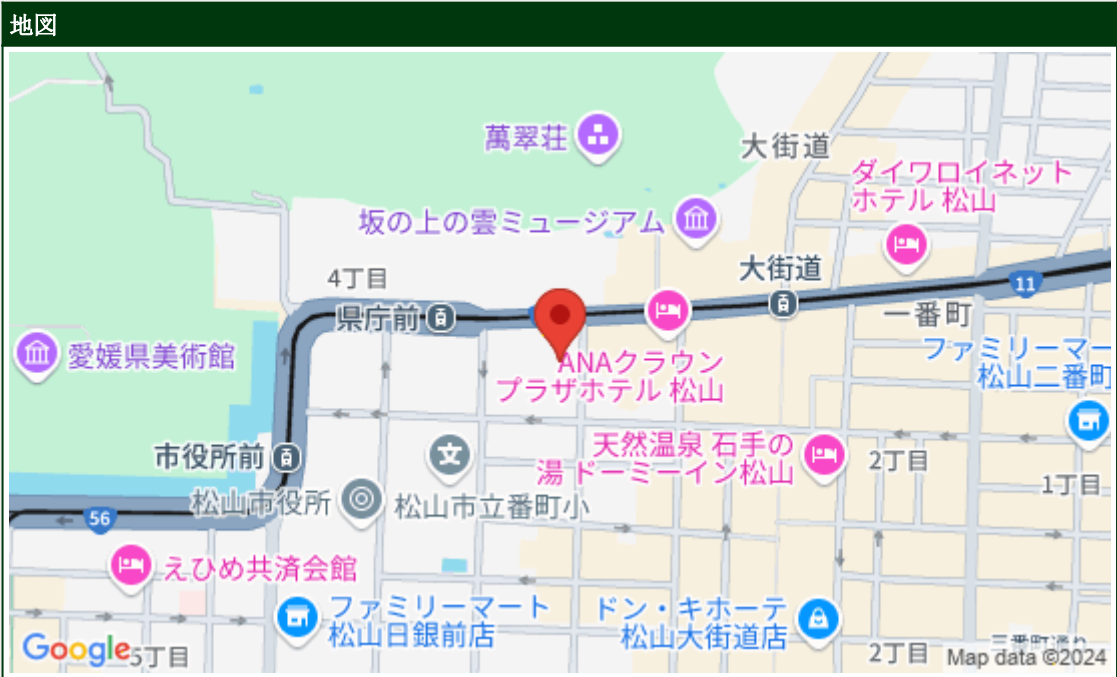 地図
萬翠荘
大街道
ダイワロイネット
ホテル 松山
坂の上の雲ミュージアム
大街道
4丁目
11
県庁前
一番町
愛媛県美術館
ファミリーマー
松山二番町
ANAクラウン
プラザホテル 松山
天然温泉 石手の
湯 ドーミーイン松山
2丁目
市役所前
文
1丁目
松山市役所
松山市立番町小
56
えひめ共済会館
ファミリーマート
松山日銀前店
ドン・キホーテ
松山大街道店
三番町通り
Google
5丁目
2丁目
Map data ©2024